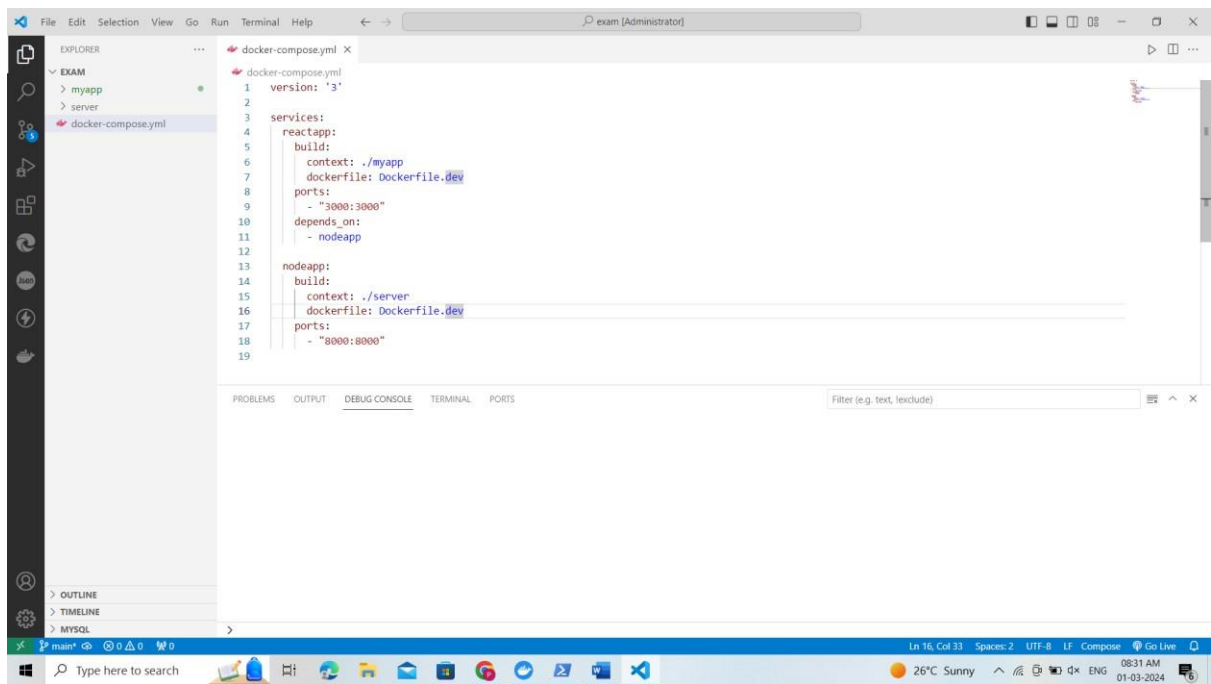 File Edit Selection View Go Run Terminal Help
exam [Administrator]
EXPLORER
EXAM
myapp
server
docker-compose.yml
docker-compose.yml
docker-compose.yml
1 version: '3'
2
3 services:
4 reactapp:
5 build:
6 context: ./myapp
7 dockerfile: Dockerfile.dev
8 ports:
9 - "3000:3000"
10 depends_on:
11 - nodeapp
12
13 nodeapp:
14 build:
15 context: ./server
16 dockerfile: Dockerfile.dev
17 ports:
18 - "8000:8000"
19
PROBLEMS OUTPUT DEBUG CONSOLE TERMINAL PORTS
Filter (e.g. text, !exclude)
OUTLINE
TIMELINE
MYSQL
main* 0 0 0
Ln 16, Col 33 Spaces: 2 UTF-8 LF Compose Go Live
Type here to search
26°C Sunny
ENG
08:31 AM
01-03-2024
6